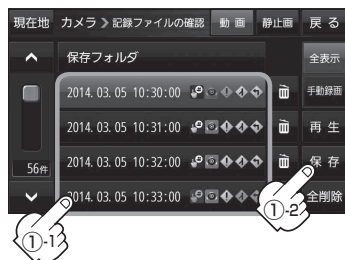 現在地 カメラ 記録ファイルの確認 動画 静止画 戻る
保存フォルダ 全表示
2014. 03. 05 10:30:00 手動録画
2014. 03. 05 10:31:00 再生
2014. 03. 05 10:32:00 保存
56件
2014. 03. 05 10:33:00 全削除
①-1 ①-2